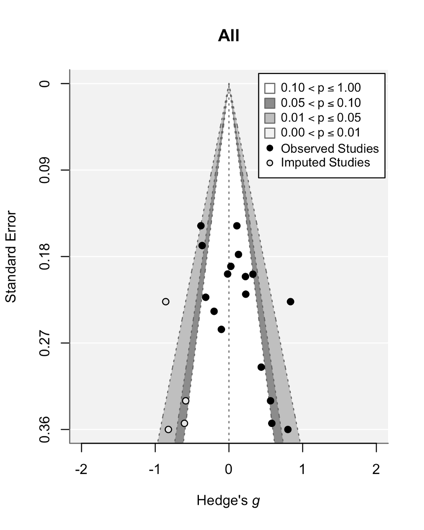 All
0.10 < p ≤ 1.00
0.05 < p ≤ 0.10
0.01 < p ≤ 0.05
0.00 < p ≤ 0.01
Observed Studies
Imputed Studies
Standard Error
0
0.09
0.18
0.27
0.36
-2 -1 0 1 2
Hedge's g